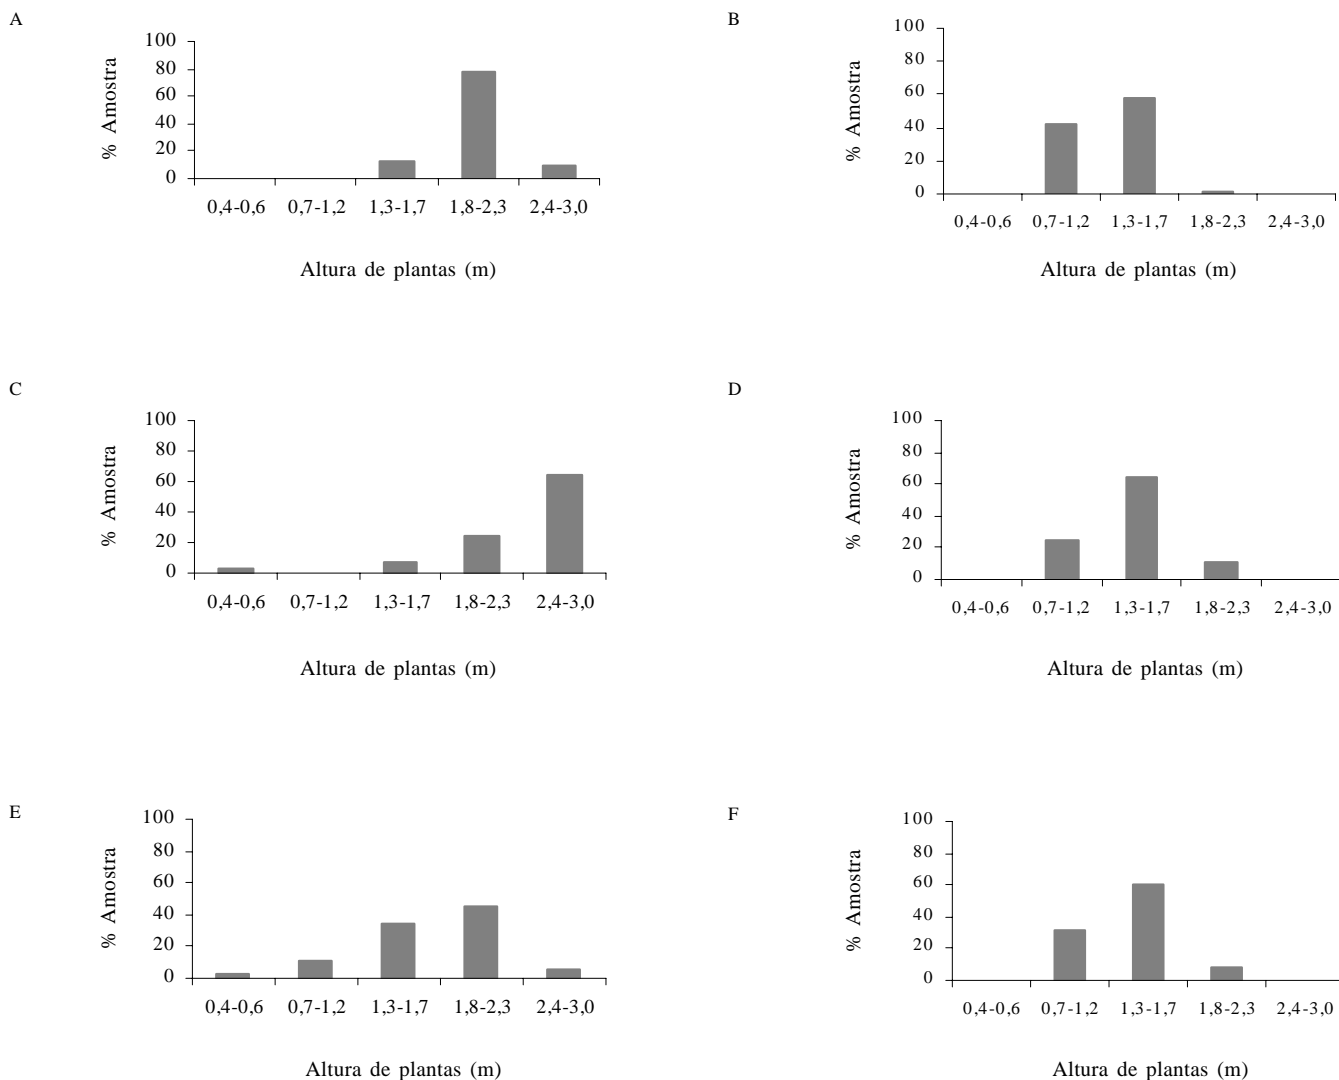 A
% Amostra
100
80
60
40
20
0
0,4-0,6 0,7-1,2 1,3-1,7 1,8-2,3 2,4-3,0
Altura de plantas (m)
B
% Amostra
100
80
60
40
20
0
0,4-0,6 0,7-1,2 1,3-1,7 1,8-2,3 2,4-3,0
Altura de plantas (m)
C
% Amostra
100
80
60
40
20
0
0,4-0,6 0,7-1,2 1,3-1,7 1,8-2,3 2,4-3,0
Altura de plantas (m)
D
% Amostra
100
80
60
40
20
0
0,4-0,6 0,7-1,2 1,3-1,7 1,8-2,3 2,4-3,0
Altura de plantas (m)
E
% Amostra
100
80
60
40
20
0
0,4-0,6 0,7-1,2 1,3-1,7 1,8-2,3 2,4-3,0
Altura de plantas (m)
F
% Amostra
100
80
60
40
20
0
0,4-0,6 0,7-1,2 1,3-1,7 1,8-2,3 2,4-3,0
Altura de plantas (m)